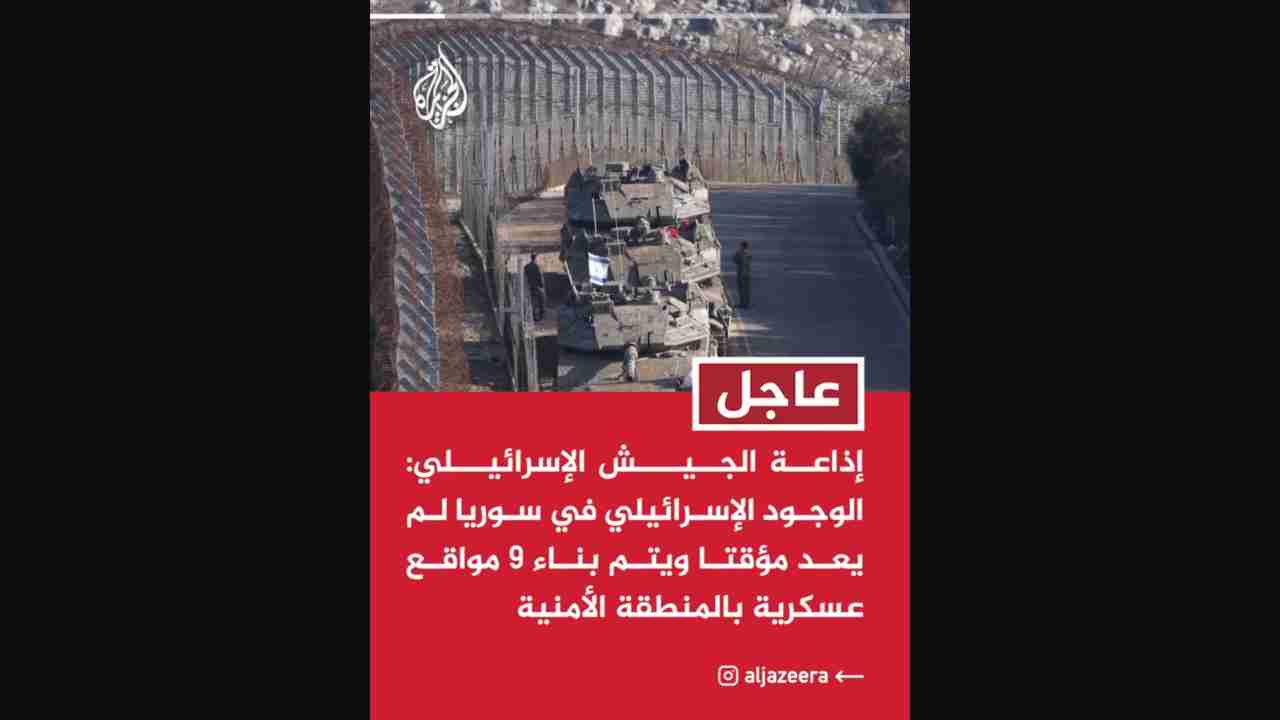 الجزيرة
عاجل
إذاعة الجيش الإسرائيلي:
الوجود الإسرائيلي في سوريا لم
يعد مؤقتا ويتم بناء 9 مواقع
عسكرية بالمنطقة الأمنية
aljazeera